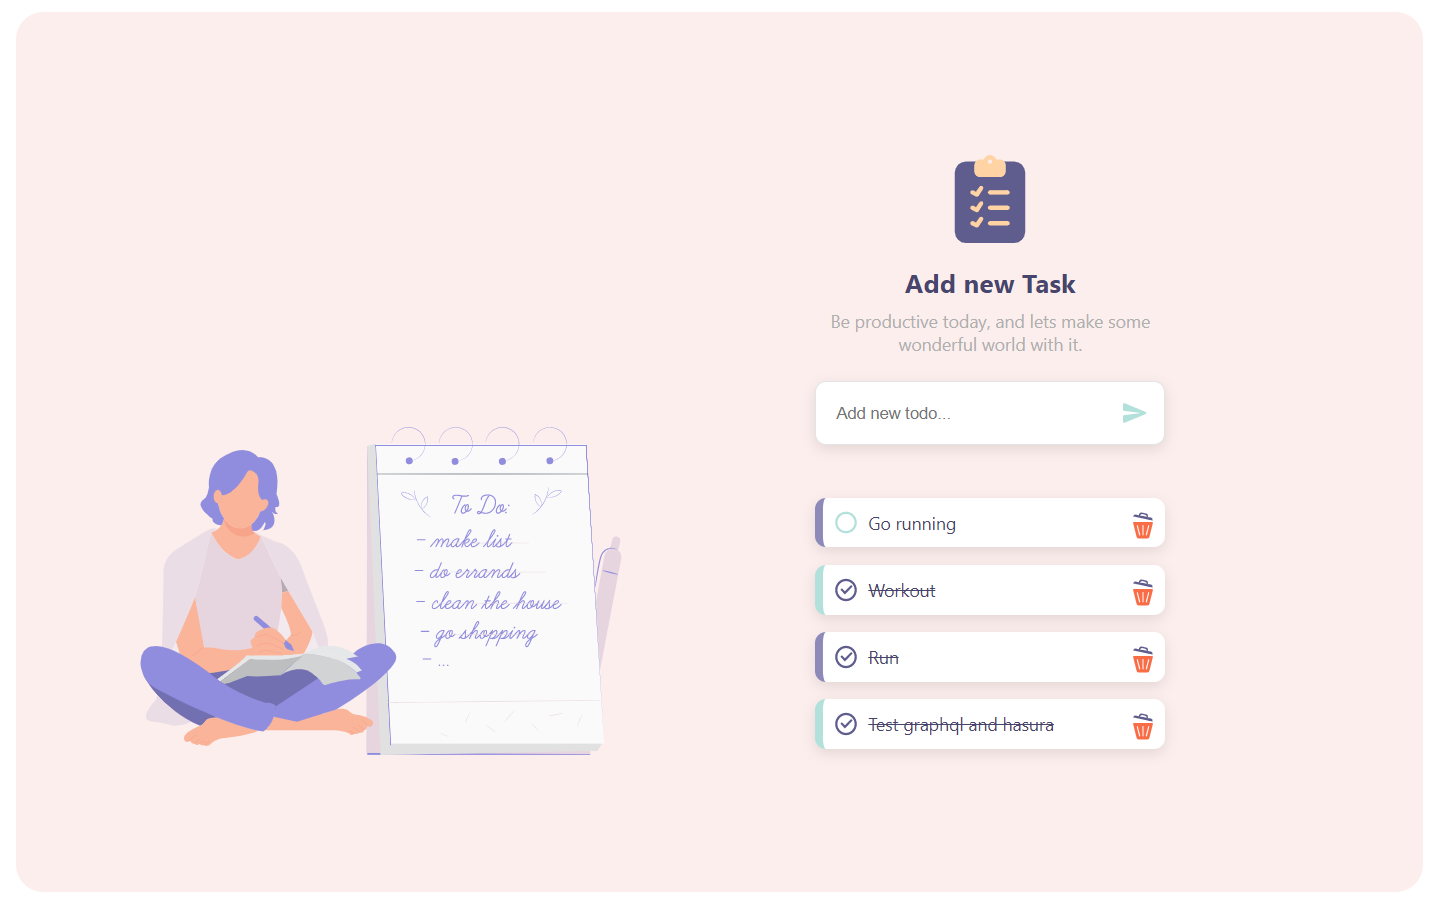 Add new Task
Be productive today, and lets make some
wonderful world with it.
Add new todo...
To Do:
- make list
- do errands
- clean the house
- go shopping
- ...
Go running
Workout
Run
Test graphql and hasura